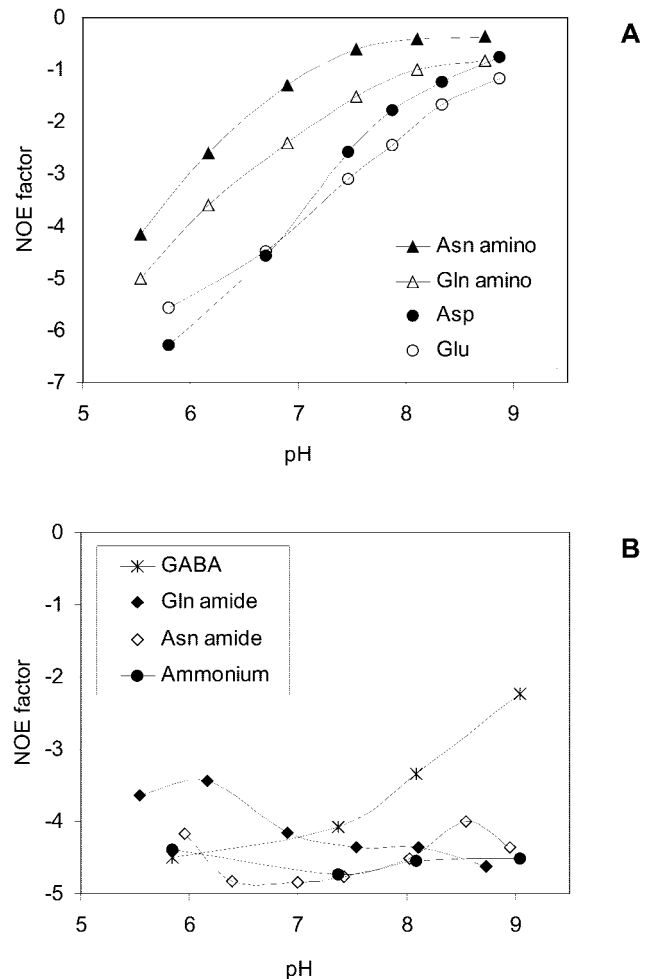 A
0
-1
-2
-3
-4
-5
-6
-7
NOE factor
Asn amino
Gln amino
Asp
Glu
5 6 7 8 9
pH
B
0
-1
-2
-3
-4
-5
NOE factor
GABA
Gln amide
Asn amide
Ammonium
5 6 7 8 9
pH